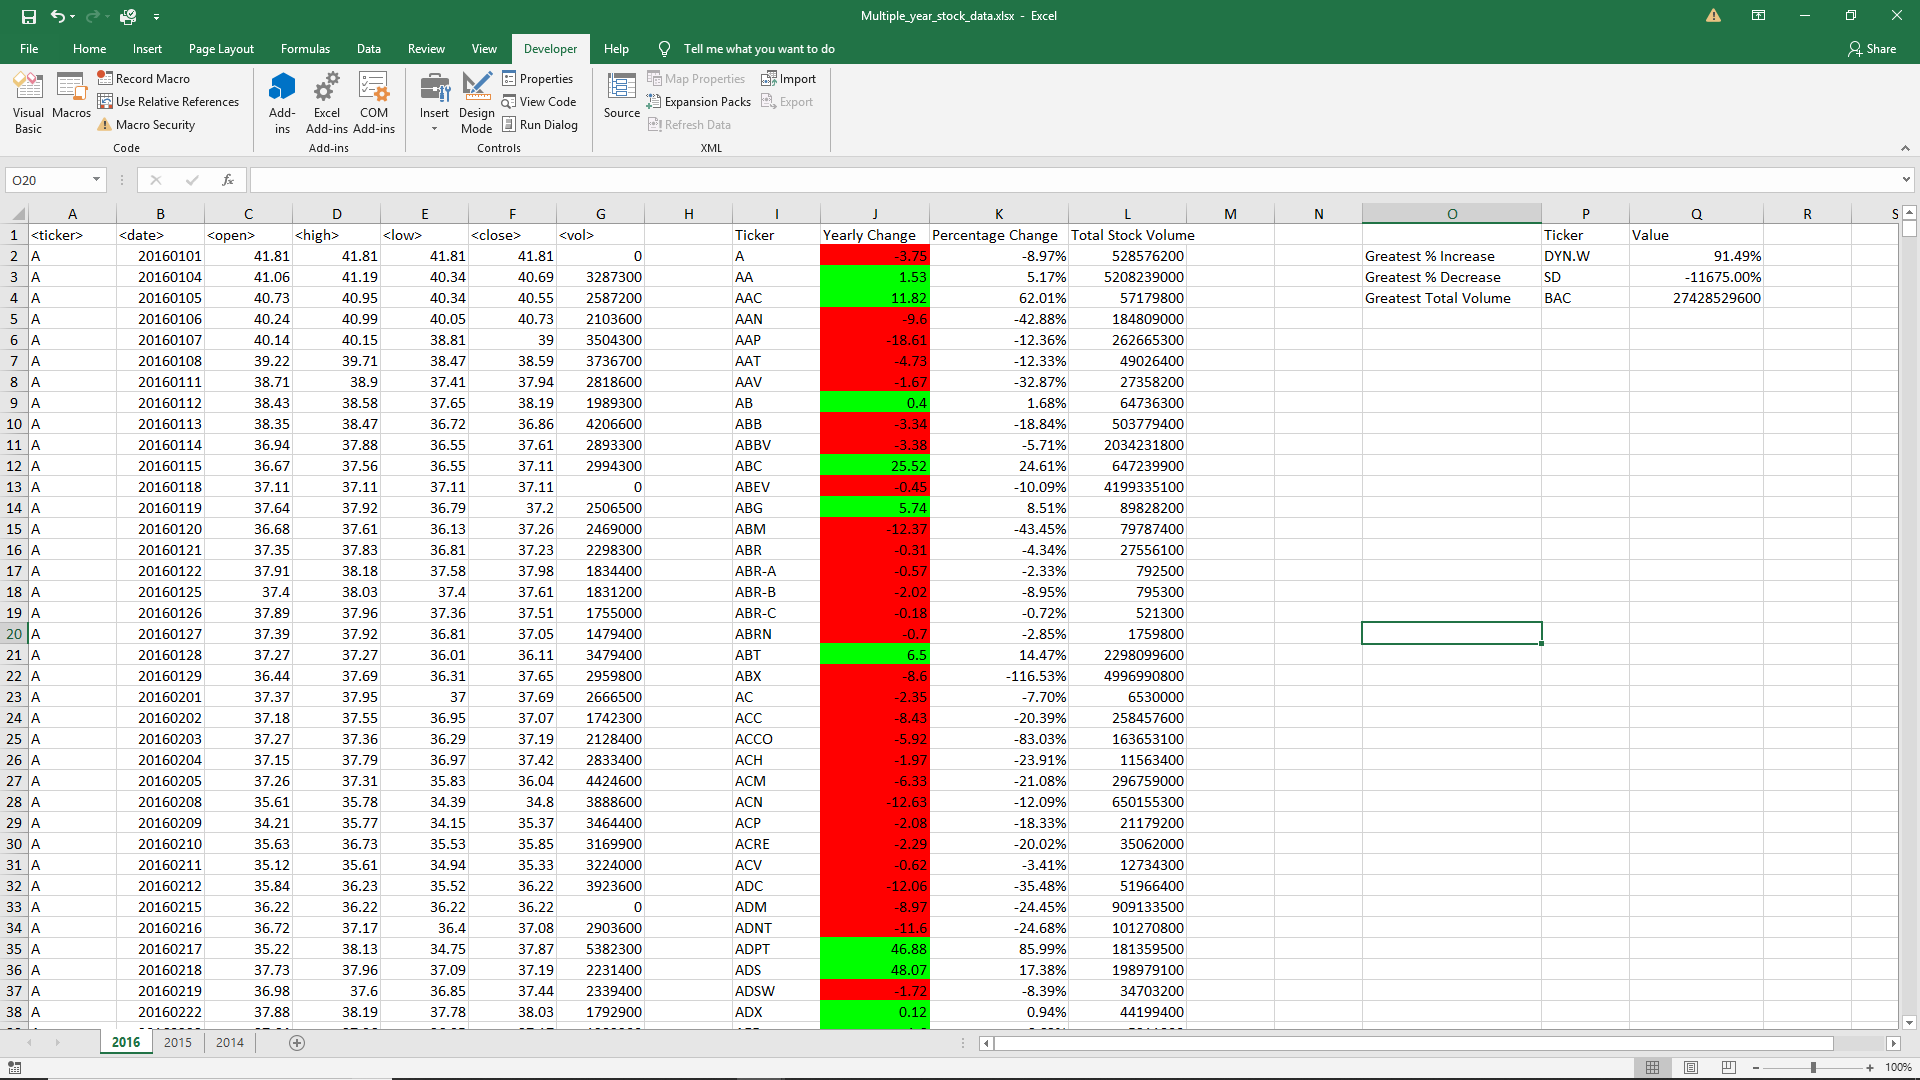 Multiple_year_stock_data.xlsx - Excel
File Home Insert Page Layout Formulas Data Review View Developer Help Tell me what you want to do Share
Visual Basic
Macros
Record Macro
Use Relative References
Macro Security
Code
Add-ins
Excel Add-ins
COM Add-ins
Add-ins
Insert
Design Mode
Properties
View Code
Run Dialog
Controls
Source
Map Properties
Expansion Packs
Refresh Data
Import
Export
XML
O20 fx
A B C D E F G H I J K L M N O P Q R S
1 <ticker> <date> <open> <high> <low> <close> <vol> Ticker Yearly Change Percentage Change Total Stock Volume Ticker Value
2 A 20160101 41.81 41.81 41.81 41.81 0 A -3.75 -8.97% 528576200 Greatest % Increase DYN.W 91.49%
3 A 20160104 41.06 41.19 40.34 40.69 3287300 AA 1.53 5.17% 5208239000 Greatest % Decrease SD -11675.00%
4 A 20160105 40.73 40.95 40.34 40.55 2587200 AAC 11.82 62.01% 57179800 Greatest Total Volume BAC 27428529600
5 A 20160106 40.24 40.99 40.05 40.73 2103600 AAN -9.6 -42.88% 184809000
6 A 20160107 40.14 40.15 38.81 39 3504300 AAP -18.61 -12.36% 262665300
7 A 20160108 39.22 39.71 38.47 38.59 3736700 AAT -4.73 -12.33% 49026400
8 A 20160111 38.71 38.9 37.41 37.94 2818600 AAV -1.67 -32.87% 27358200
9 A 20160112 38.43 38.58 37.65 38.19 1989300 AB 0.4 1.68% 64736300
10 A 20160113 38.35 38.47 36.72 36.86 4206600 ABB -3.34 -18.84% 503779400
11 A 20160114 36.94 37.88 36.55 37.61 2893300 ABBV -3.38 -5.71% 2034231800
12 A 20160115 36.67 37.56 36.55 37.11 2994300 ABC 25.52 24.61% 647239900
13 A 20160118 37.11 37.11 37.11 37.11 0 ABEV -0.45 -10.09% 4199335100
14 A 20160119 37.64 37.92 36.79 37.2 2506500 ABG 5.74 8.51% 89828200
15 A 20160120 36.68 37.61 36.13 37.26 2469000 ABM -12.37 -43.45% 79787400
16 A 20160121 37.35 37.83 36.81 37.23 2298300 ABR -0.31 -4.34% 27556100
17 A 20160122 37.91 38.18 37.58 37.98 1834400 ABR-A -0.57 -2.33% 792500
18 A 20160125 37.4 38.03 37.4 37.61 1831200 ABR-B -2.02 -8.95% 795300
19 A 20160126 37.89 37.96 37.36 37.51 1755000 ABR-C -0.18 -0.72% 521300
20 A 20160127 37.39 37.92 36.81 37.05 1479400 ABRN -0.7 -2.85% 1759800
21 A 20160128 37.27 37.27 36.01 36.11 3479400 ABT 6.5 14.47% 2298099600
22 A 20160129 36.44 37.69 36.31 37.65 2959800 ABX -8.6 -116.53% 4996990800
23 A 20160201 37.37 37.95 37 37.69 2666500 AC -2.35 -7.70% 6530000
24 A 20160202 37.18 37.55 36.95 37.07 1742300 ACC -8.43 -20.39% 258457600
25 A 20160203 37.27 37.36 36.29 37.19 2128400 ACCO -5.92 -83.03% 163653100
26 A 20160204 37.15 37.79 36.97 37.42 2833400 ACH -1.97 -23.91% 11563400
27 A 20160205 37.26 37.31 35.83 36.04 4424600 ACM -6.33 -21.08% 296759000
28 A 20160208 35.61 35.78 34.39 34.8 3888600 ACN -12.63 -12.09% 650155300
29 A 20160209 34.21 35.77 34.15 35.37 3464400 ACP -2.08 -18.33% 21179200
30 A 20160210 35.63 36.73 35.53 35.85 3169900 ACRE -2.29 -20.02% 35062000
31 A 20160211 35.12 35.61 34.94 35.33 3224000 ACV -0.62 -3.41% 12734300
32 A 20160212 35.84 36.23 35.52 36.22 3923600 ADC -12.06 -35.48% 51966400
33 A 20160215 36.22 36.22 36.22 36.22 0 ADM -8.97 -24.45% 909133500
34 A 20160216 36.72 37.17 36.4 37.08 2903600 ADNT -11.6 -24.68% 101270800
35 A 20160217 35.22 38.13 34.75 37.87 5382300 ADPT 46.88 85.99% 181359500
36 A 20160218 37.73 37.96 37.09 37.19 2231400 ADS 48.07 17.38% 198979100
37 A 20160219 36.98 37.6 36.85 37.44 2339400 ADSW -1.72 -8.39% 34703200
38 A 20160222 37.88 38.19 37.78 38.03 1792900 ADX 0.12 0.94% 44199400
2016 2015 2014
100%